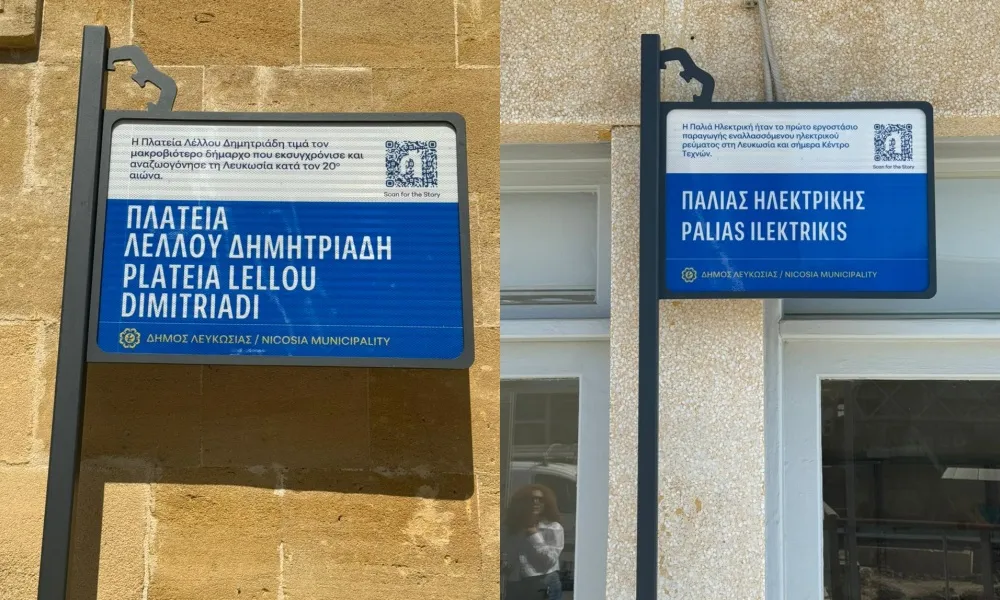 Η Πλατεία Λέλλου Δημητριάδη τιμά τον
μακροβιότερο δήμαρχο που εκσυγχρόνισε και
αναζωογόνησε τη Λευκωσία κατά τον 20º
αιώνα.
Scan for the Story
ΠΛΑΤΕΙΑ
ΛΕΛΛΟΥ ΔΗΜΗΤΡΙΑΔΗ
PLATEIA LELLOU
DIMITRIADI
ΔΗΜΟΣ ΛΕΥΚΩΣΙΑΣ / NICOSIA MUNICIPALITY
Η Παλιά Ηλεκτρική ήταν το πρώτο εργοστάσιο
παραγωγής εναλλασσόμενου ηλεκτρικού
ρεύματος στη Λευκωσία και σήμερα Κέντρο
Τεχνών.
Scan for the Story
ΠΑΛΙΑΣ ΗΛΕΚΤΡΙΚΗΣ
PALIAS ILEKTRIKIS
ΔΗΜΟΣ ΛΕΥΚΩΣΙΑΣ / NICOSIA MUNICIPALITY